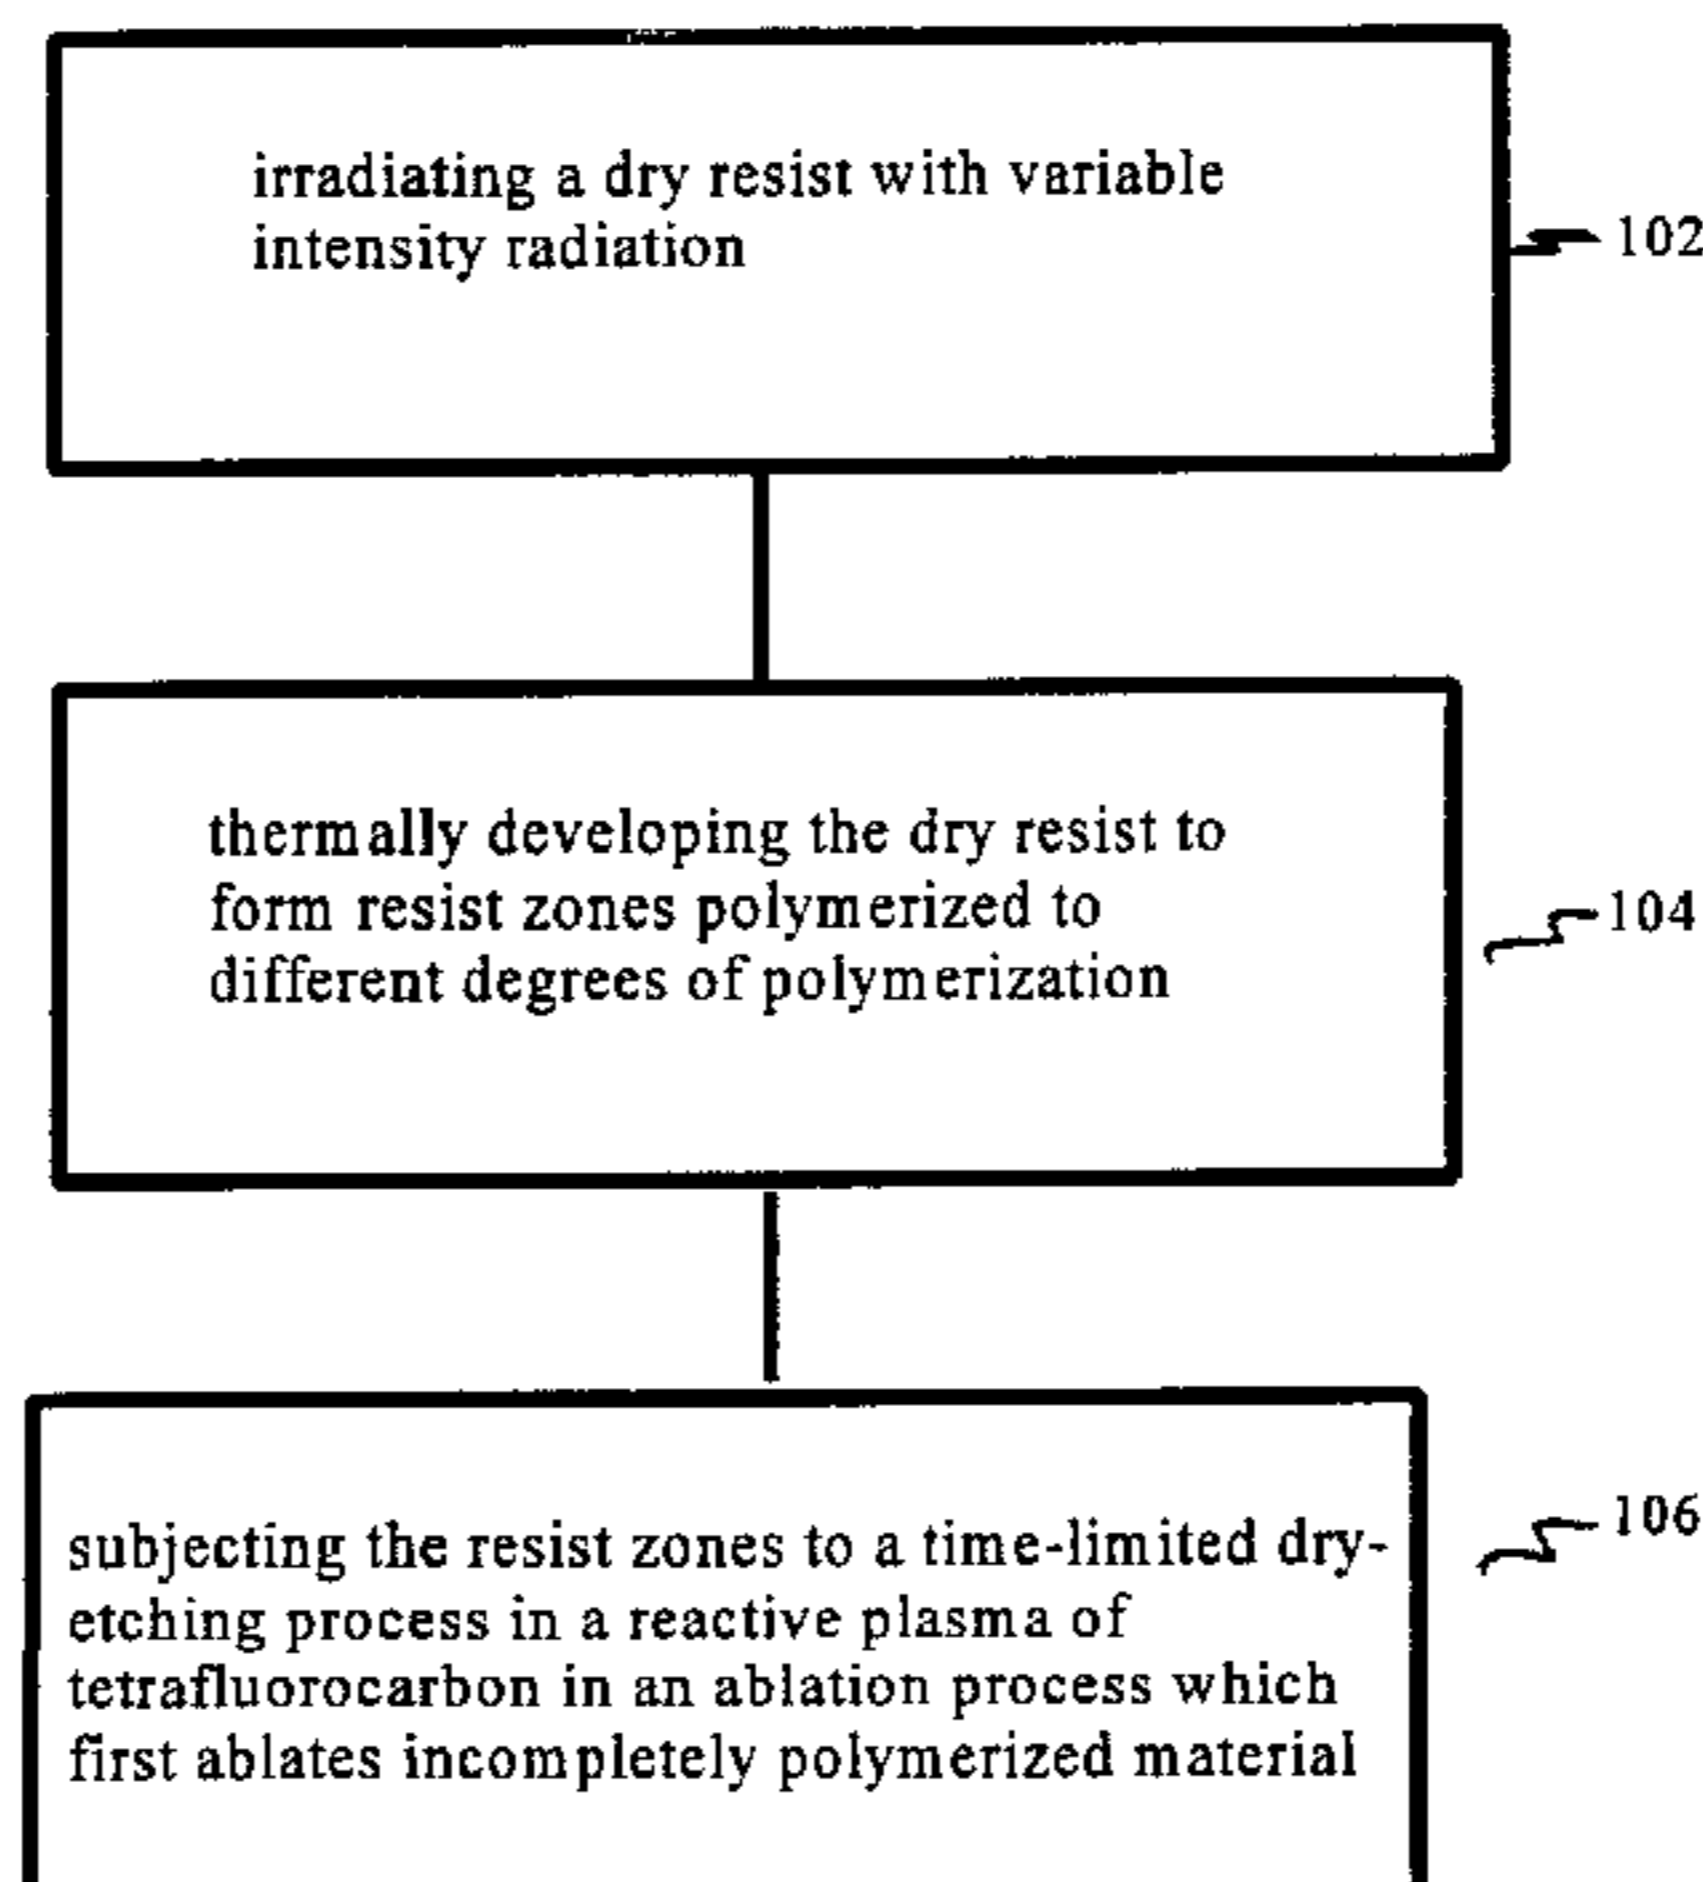 irradiating a dry resist with variable
intensity radiation
102
thermally developing the dry resist to
form resist zones polymerized to
different degrees of polymerization
104
subjecting the resist zones to a time-limited dry-
etching process in a reactive plasma of
tetrafluorocarbon in an ablation process which
first ablates incompletely polymerized material
106